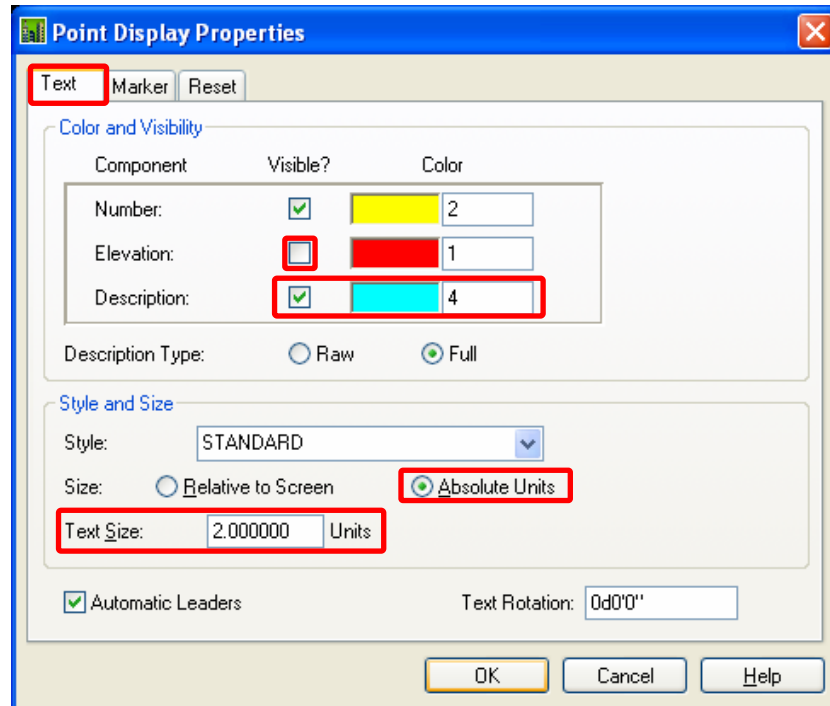 Point Display Properties
Text Marker Reset
Color and Visibility
Component Visible? Color
Number: 2
Elevation: 1
Description: 4
Description Type: Raw Full
Style and Size
Style: STANDARD
Size: Relative to Screen Absolute Units
Text Size: 2.000000 Units
Automatic Leaders Text Rotation: 0d0'0"
OK Cancel Help